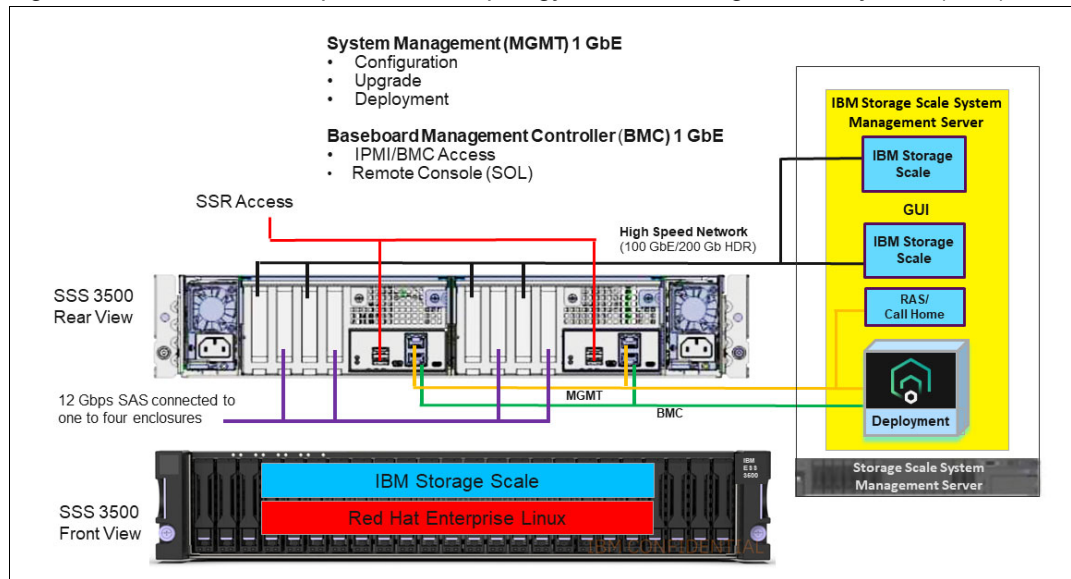 System Management (MGMT) 1 GbE
• Configuration
• Upgrade
• Deployment
Baseboard Management Controller (BMC) 1 GbE
• IPMI/BMC Access
• Remote Console (SOL)
SSR Access
High Speed Network
(100 GbE/200 Gb HDR)
IBM Storage Scale System
Management Server
IBM Storage
Scale
GUI
IBM Storage
Scale
RAS/
Call Home
Deployment
Storage Scale System
Management Server
SSS 3500
Rear View
MGMT
BMC
12 Gbps SAS connected to
one to four enclosures
SSS 3500
Front View
IBM Storage Scale
Red Hat Enterprise Linux
IBM
ESS
3500
IBM CONFIDENTIAL